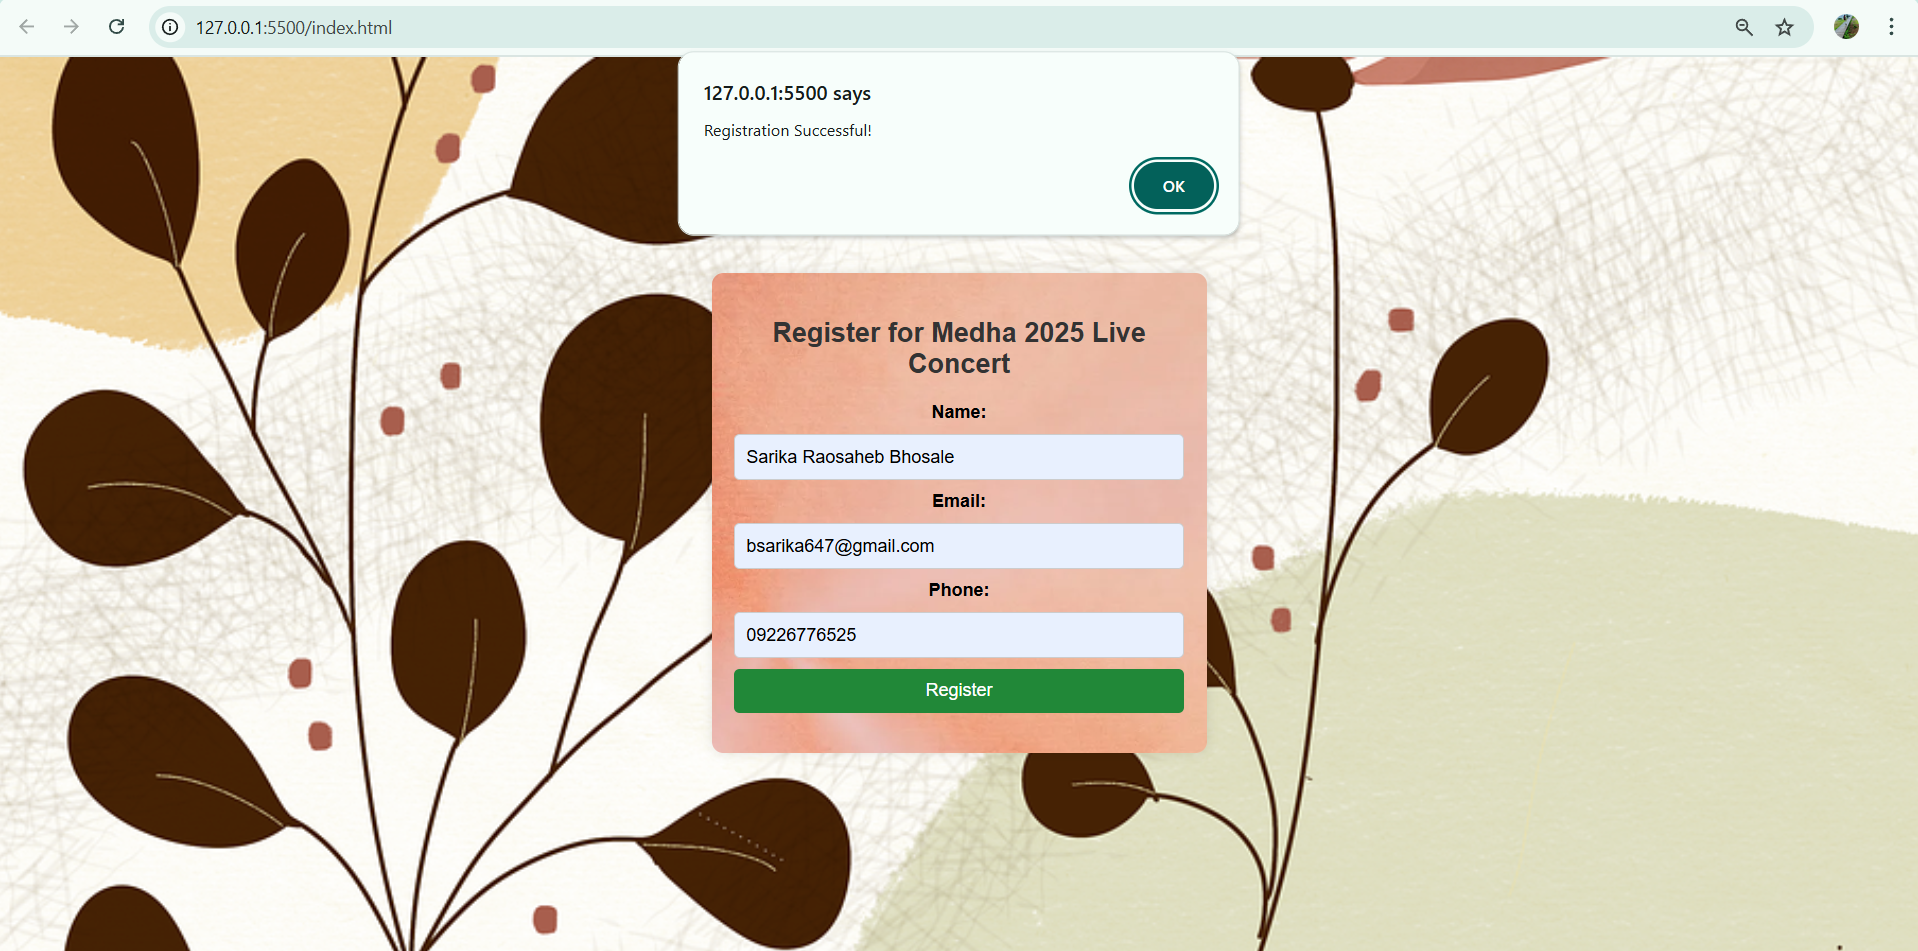 127.0.0.1:5500/index.html
127.0.0.1:5500 says
Registration Successful!
OK
Register for Medha 2025 Live
Concert
Name:
Sarika Raosaheb Bhosale
Email:
bsarika647@gmail.com
Phone:
09226776525
Register